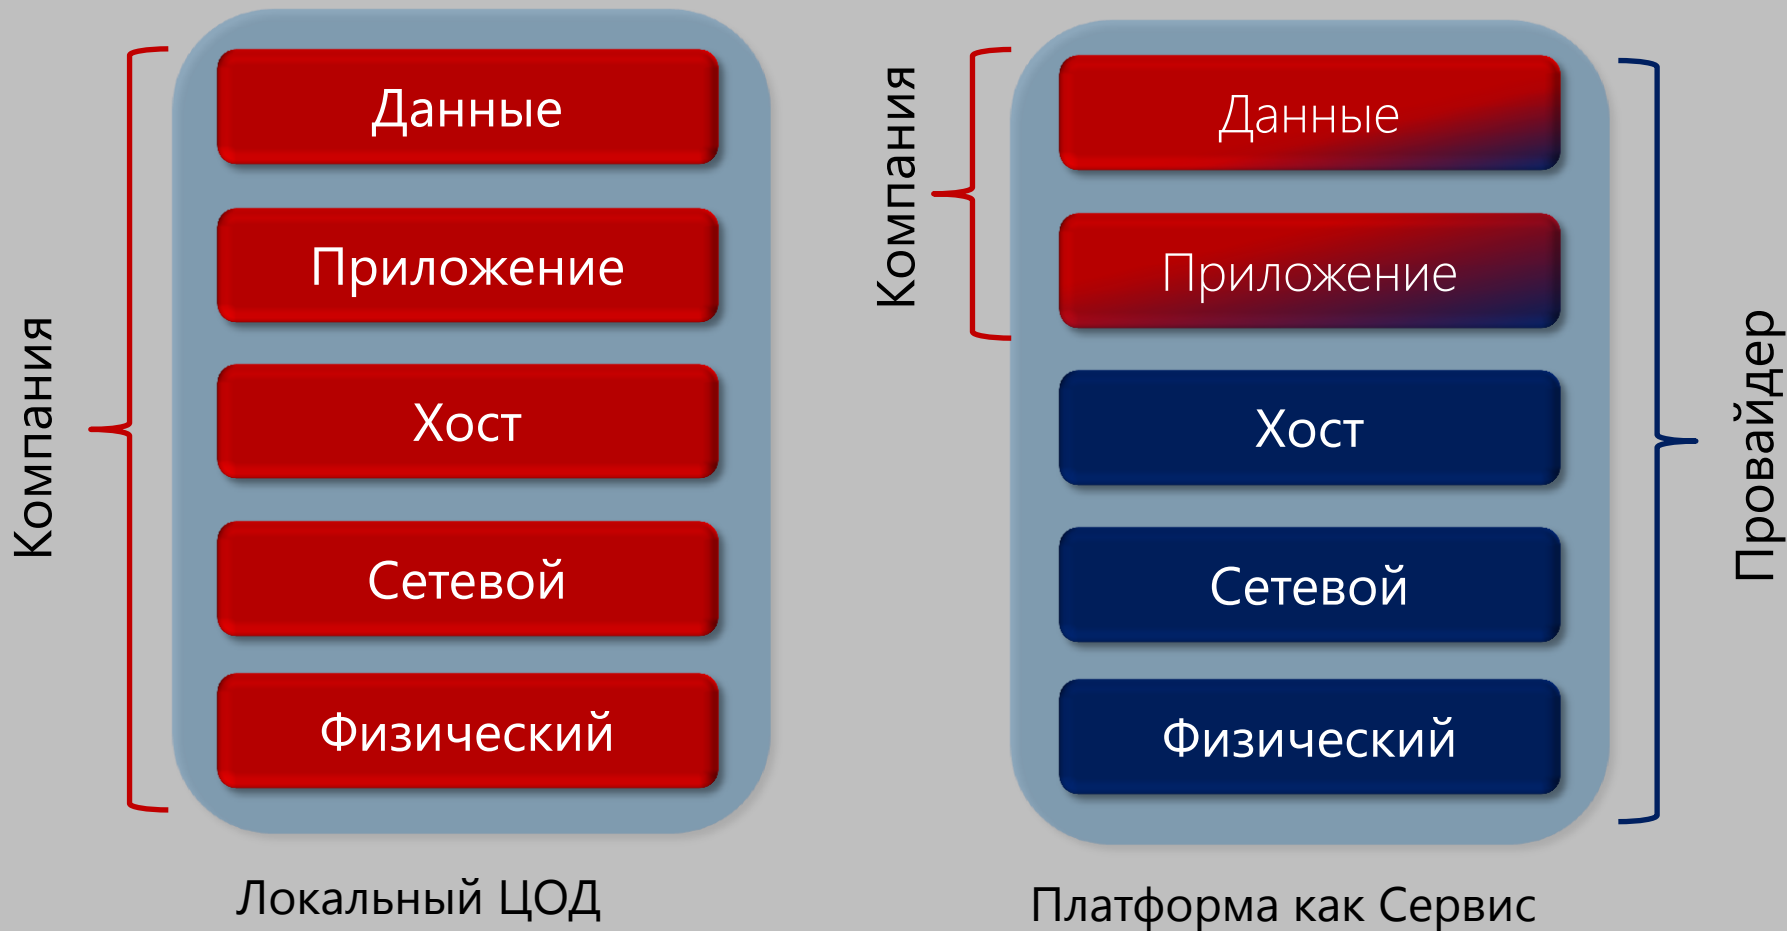 Компания
Данные
Приложение
Хост
Сетевой
Физический
Локальный ЦОД
Компания
Данные
Приложение
Хост
Сетевой
Физический
Провайдер
Платформа как Сервис